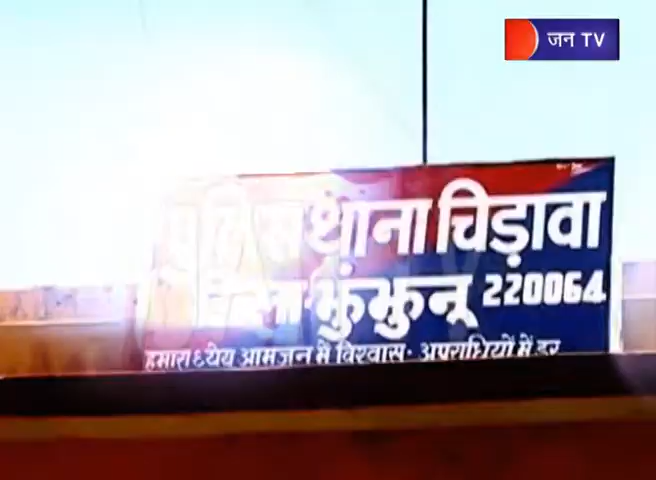 जन TV
पुलिस थाना चिड़ावा
जिला-झुंझुनू 220064
हमारा ध्येय आमजन में विश्वास · अपराधियों में डर